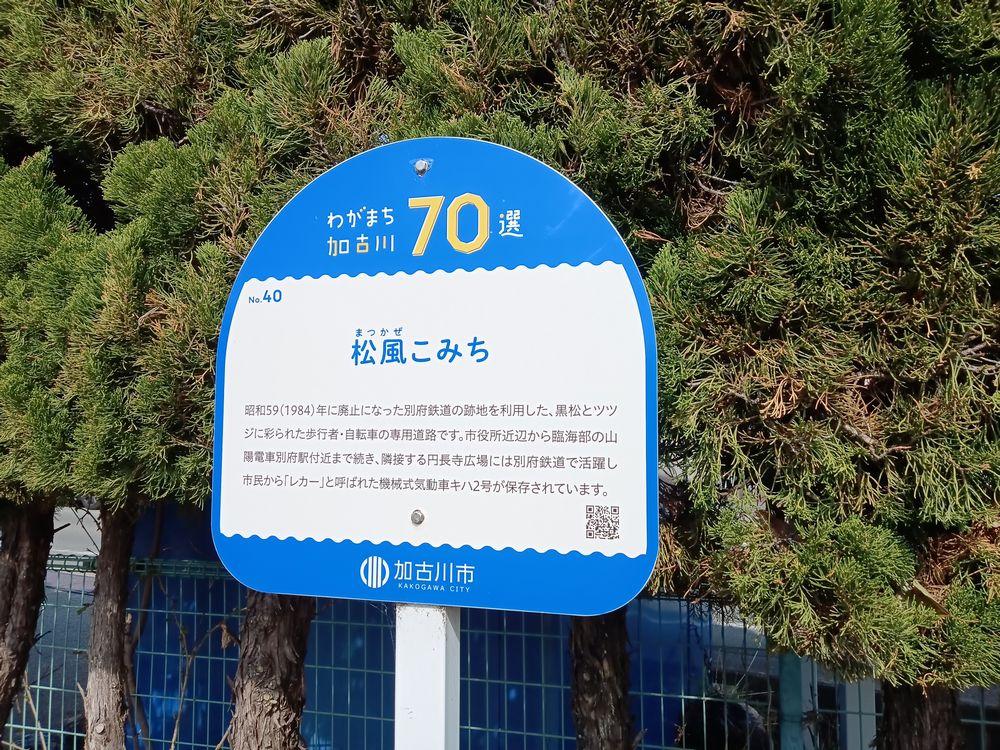 わがまち
加古川
70選
No.40
まつかぜ
松風こみち
昭和59(1984)年に廃止になった別府鉄道の跡地を利用した、黒松とツツ
ジに彩られた歩行者・自転車の専用道路です。市役所近辺から臨海部の山
陽電車別府駅付近まで続き、隣接する円長寺広場には別府鉄道で活躍し
市民から「レカー」と呼ばれた機械式気動車キハ2号が保存されています。
加古川市
KAKOGAWA CITY